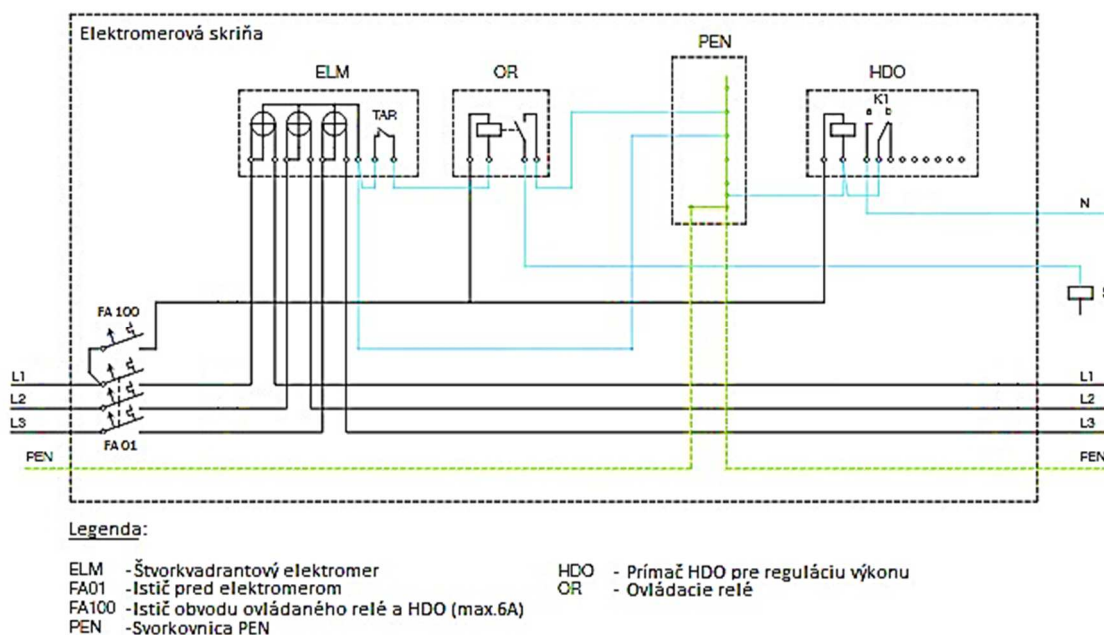 Elektromerová skriňa
PEN
ELM
OR
HDO
TAR
K1
N
FA 100
L1
L1
L2
L2
L3
L3
FA 01
PEN
PEN
Legenda:
ELM - Štvorkvadrantový elektromer
FA01 - Istič pred elektromerom
FA100 - Istič obvodu ovládaného relé a HDO (max.6A)
PEN - Svorkovnica PEN
HDO - Prímač HDO pre reguláciu výkonu
OR - Ovládacie relé